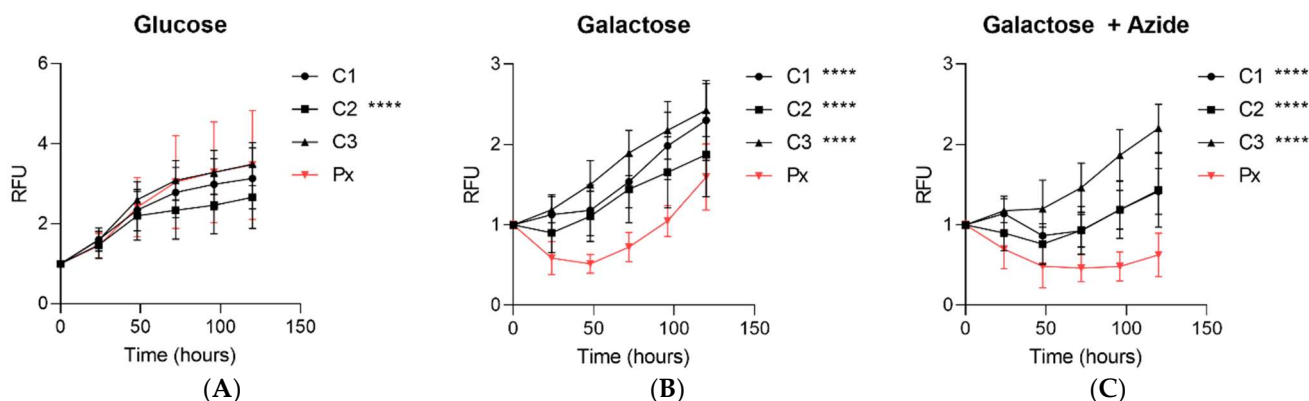 Glucose
6
4
2
0
RFU
0 50 100 150
Time (hours)
C1
C2 ****
C3
Px
(A)
Galactose
3
2
1
0
RFU
0 50 100 150
Time (hours)
C1 ****
C2 ****
C3 ****
Px
(B)
Galactose + Azide
3
2
1
0
RFU
0 50 100 150
Time (hours)
C1 ****
C2 ****
C3 ****
Px
(C)